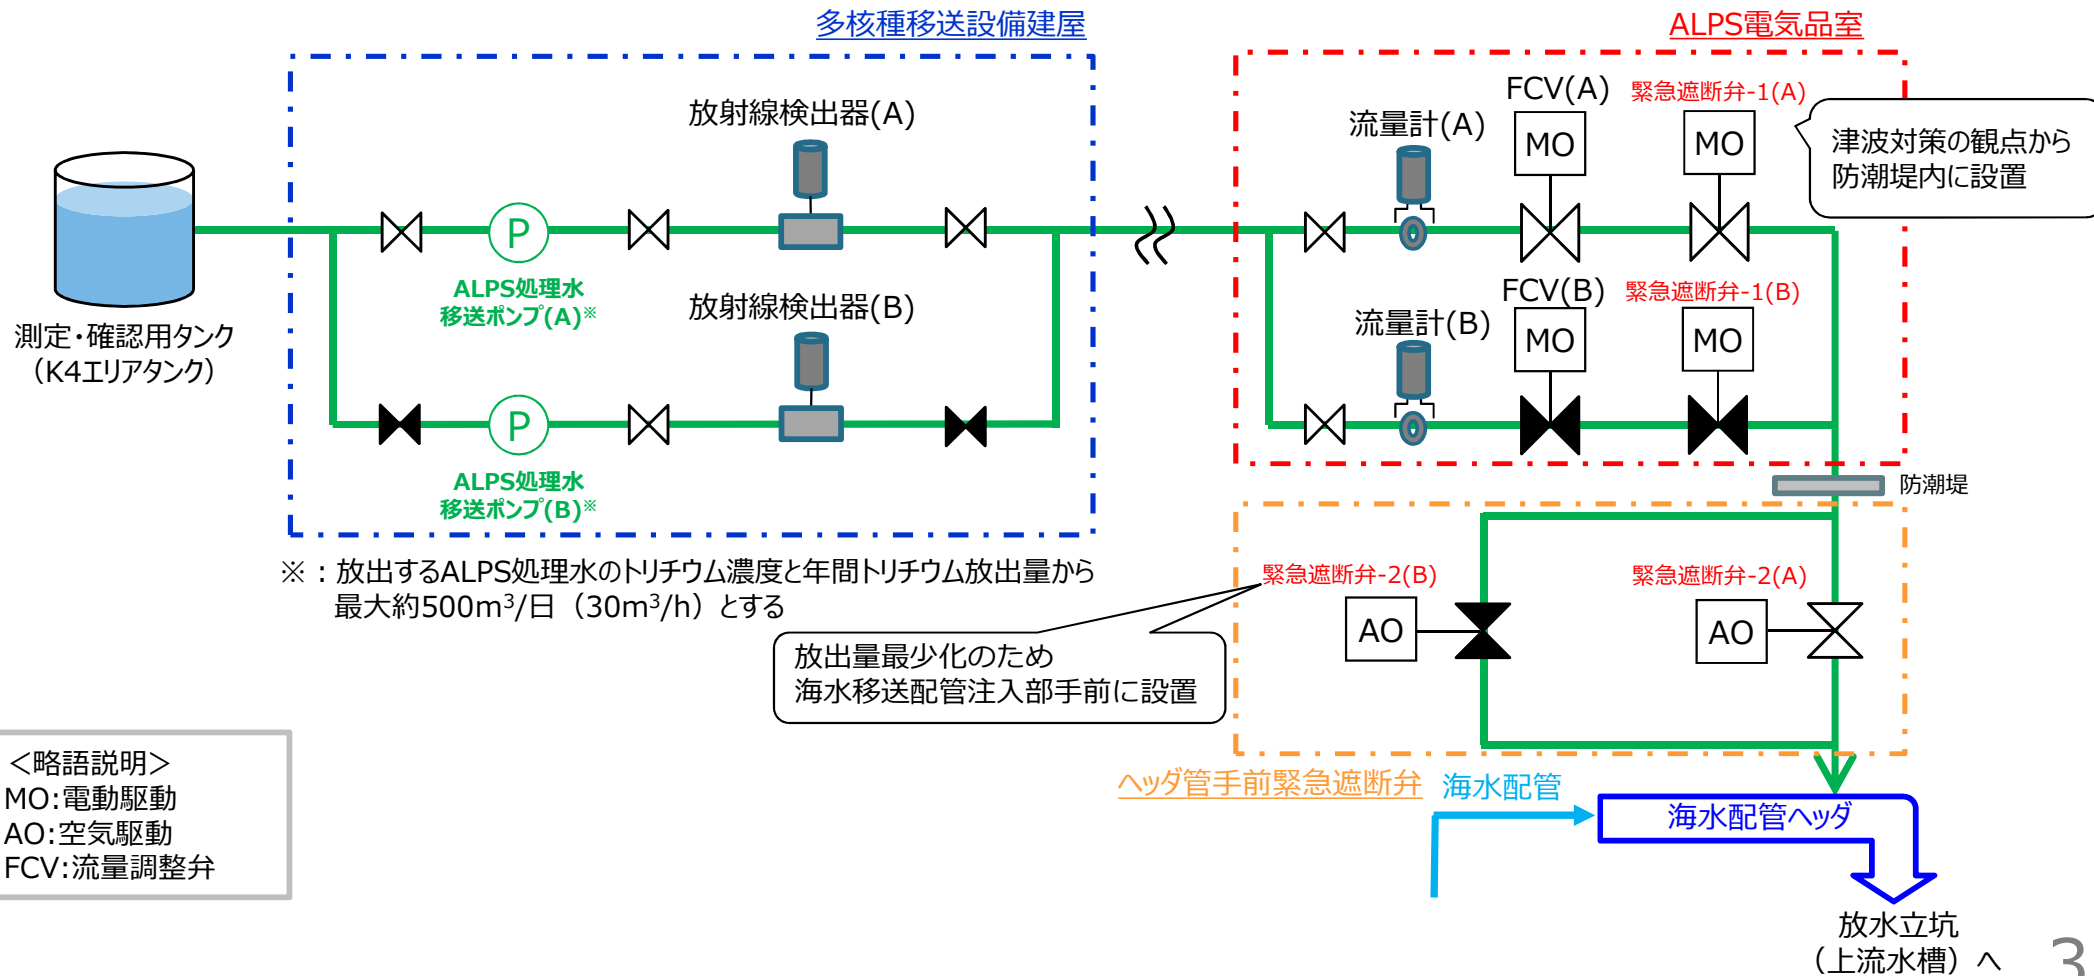 多核種移送設備建屋
ALPS電気品室
放射線検出器(A)
流量計(A)
FCV(A)
緊急遮断弁-1(A)
MO
MO
津波対策の観点から
防潮堤内に設置
P
ALPS処理水
移送ポンプ(A)※
測定・確認用タンク
（K4エリアタンク）
放射線検出器(B)
流量計(B)
FCV(B)
緊急遮断弁-1(B)
MO
MO
P
ALPS処理水
移送ポンプ(B)※
防潮堤
※：放出するALPS処理水のトリチウム濃度と年間トリチウム放出量から
最大約500m³/日（30m³/h）とする
緊急遮断弁-2(B)
緊急遮断弁-2(A)
AO
AO
放出量最少化のため
海水移送配管注入部手前に設置
ヘッダ管手前緊急遮断弁
海水配管
海水配管ヘッダ
＜略語説明＞
MO:電動駆動
AO:空気駆動
FCV:流量調整弁
放水立坑
（上流水槽）へ
3